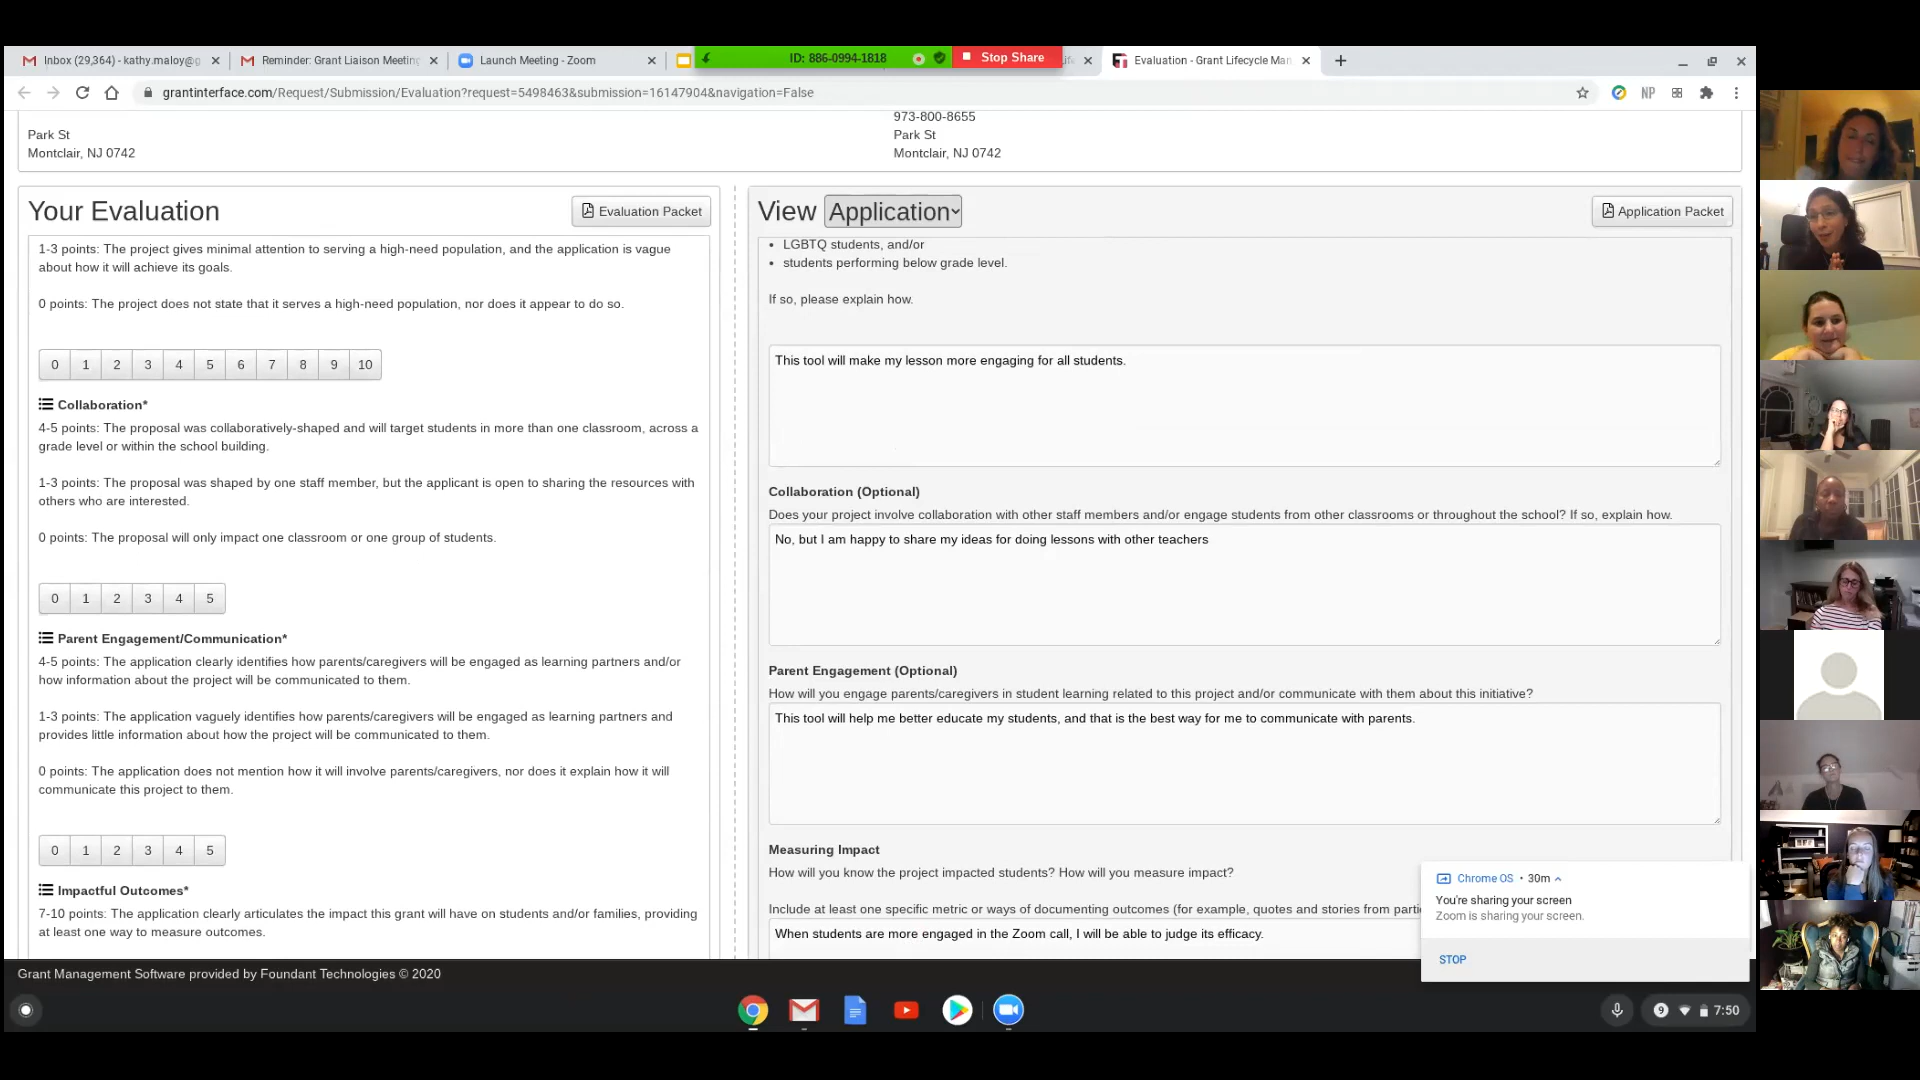 Inbox (29,364) - kathy.maloy@g
Reminder: Grant Liaison Meeting
Launch Meeting - Zoom
ID: 886-0994-1818
Stop Share
Evaluation - Grant Lifecycle Man
grantinterface.com/Request/Submission/Evaluation?request=5498463&submission=16147904&navigation=False
NP
973-800-8655
Park St
Park St
Montclair, NJ 0742
Montclair, NJ 0742
Your Evaluation
Evaluation Packet
1-3 points: The project gives minimal attention to serving a high-need population, and the application is vague
about how it will achieve its goals.
0 points: The project does not state that it serves a high-need population, nor does it appear to do so.
0 1 2 3 4 5 6 7 8 9 10
Collaboration*
4-5 points: The proposal was collaboratively-shaped and will target students in more than one classroom, across a
grade level or within the school building.
1-3 points: The proposal was shaped by one staff member, but the applicant is open to sharing the resources with
others who are interested.
0 points: The proposal will only impact one classroom or one group of students.
0 1 2 3 4 5
Parent Engagement/Communication*
4-5 points: The application clearly identifies how parents/caregivers will be engaged as learning partners and/or
how information about the project will be communicated to them.
1-3 points: The application vaguely identifies how parents/caregivers will be engaged as learning partners and
provides little information about how the project will be communicated to them.
0 points: The application does not mention how it will involve parents/caregivers, nor does it explain how it will
communicate this project to them.
0 1 2 3 4 5
Impactful Outcomes*
7-10 points: The application clearly articulates the impact this grant will have on students and/or families, providing
at least one way to measure outcomes.
View Application
Application Packet
• LGBTQ students, and/or
• students performing below grade level.
If so, please explain how.
This tool will make my lesson more engaging for all students.
Collaboration (Optional)
Does your project involve collaboration with other staff members and/or engage students from other classrooms or throughout the school? If so, explain how.
No, but I am happy to share my ideas for doing lessons with other teachers
Parent Engagement (Optional)
How will you engage parents/caregivers in student learning related to this project and/or communicate with them about this initiative?
This tool will help me better educate my students, and that is the best way for me to communicate with parents.
Measuring Impact
How will you know the project impacted students? How will you measure impact?
Include at least one specific metric or ways of documenting outcomes (for example, quotes and stories from parti
When students are more engaged in the Zoom call, I will be able to judge its efficacy.
Chrome OS • 30m
You're sharing your screen
Zoom is sharing your screen.
STOP
Grant Management Software provided by Foundant Technologies © 2020
9
7:50